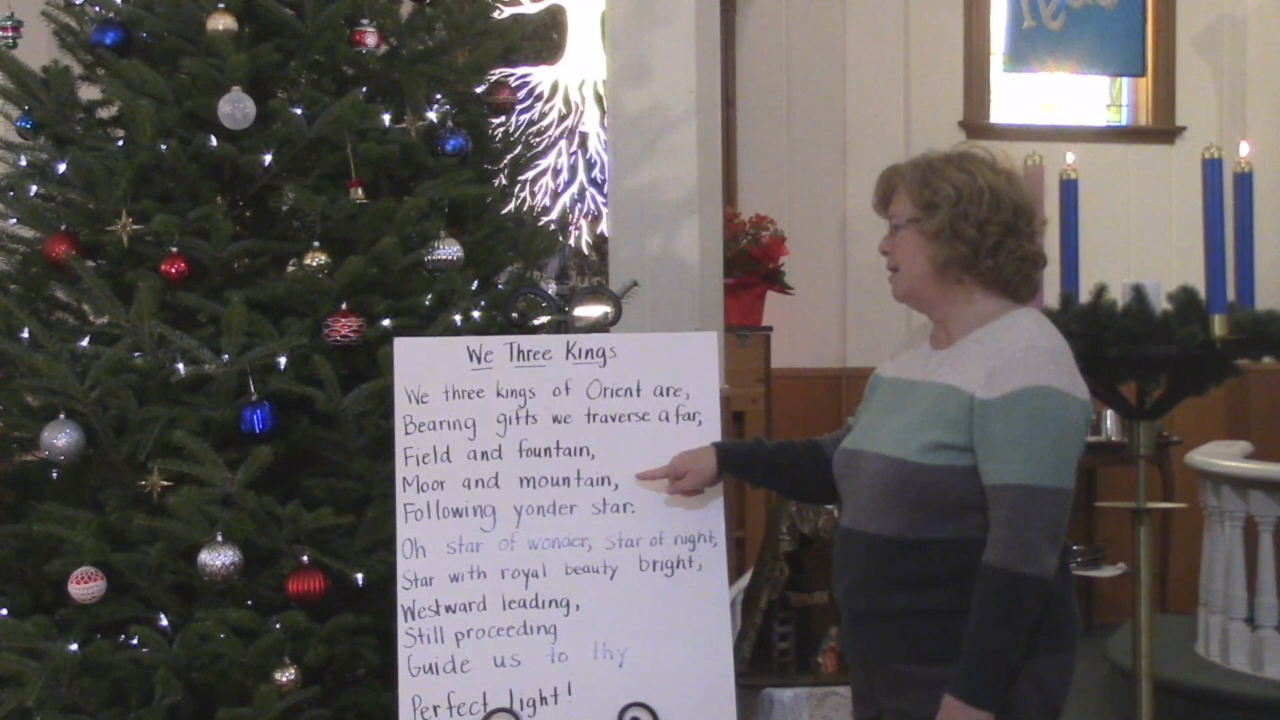 We Three Kings
We three kings of Orient are,
Bearing gifts we traverse afar,
Field and fountain,
Moor and mountain,
Following yonder star.
Oh star of wonder, star of night,
Star with royal beauty bright,
Westward leading,
Still proceeding
Guide us to thy
Perfect light!